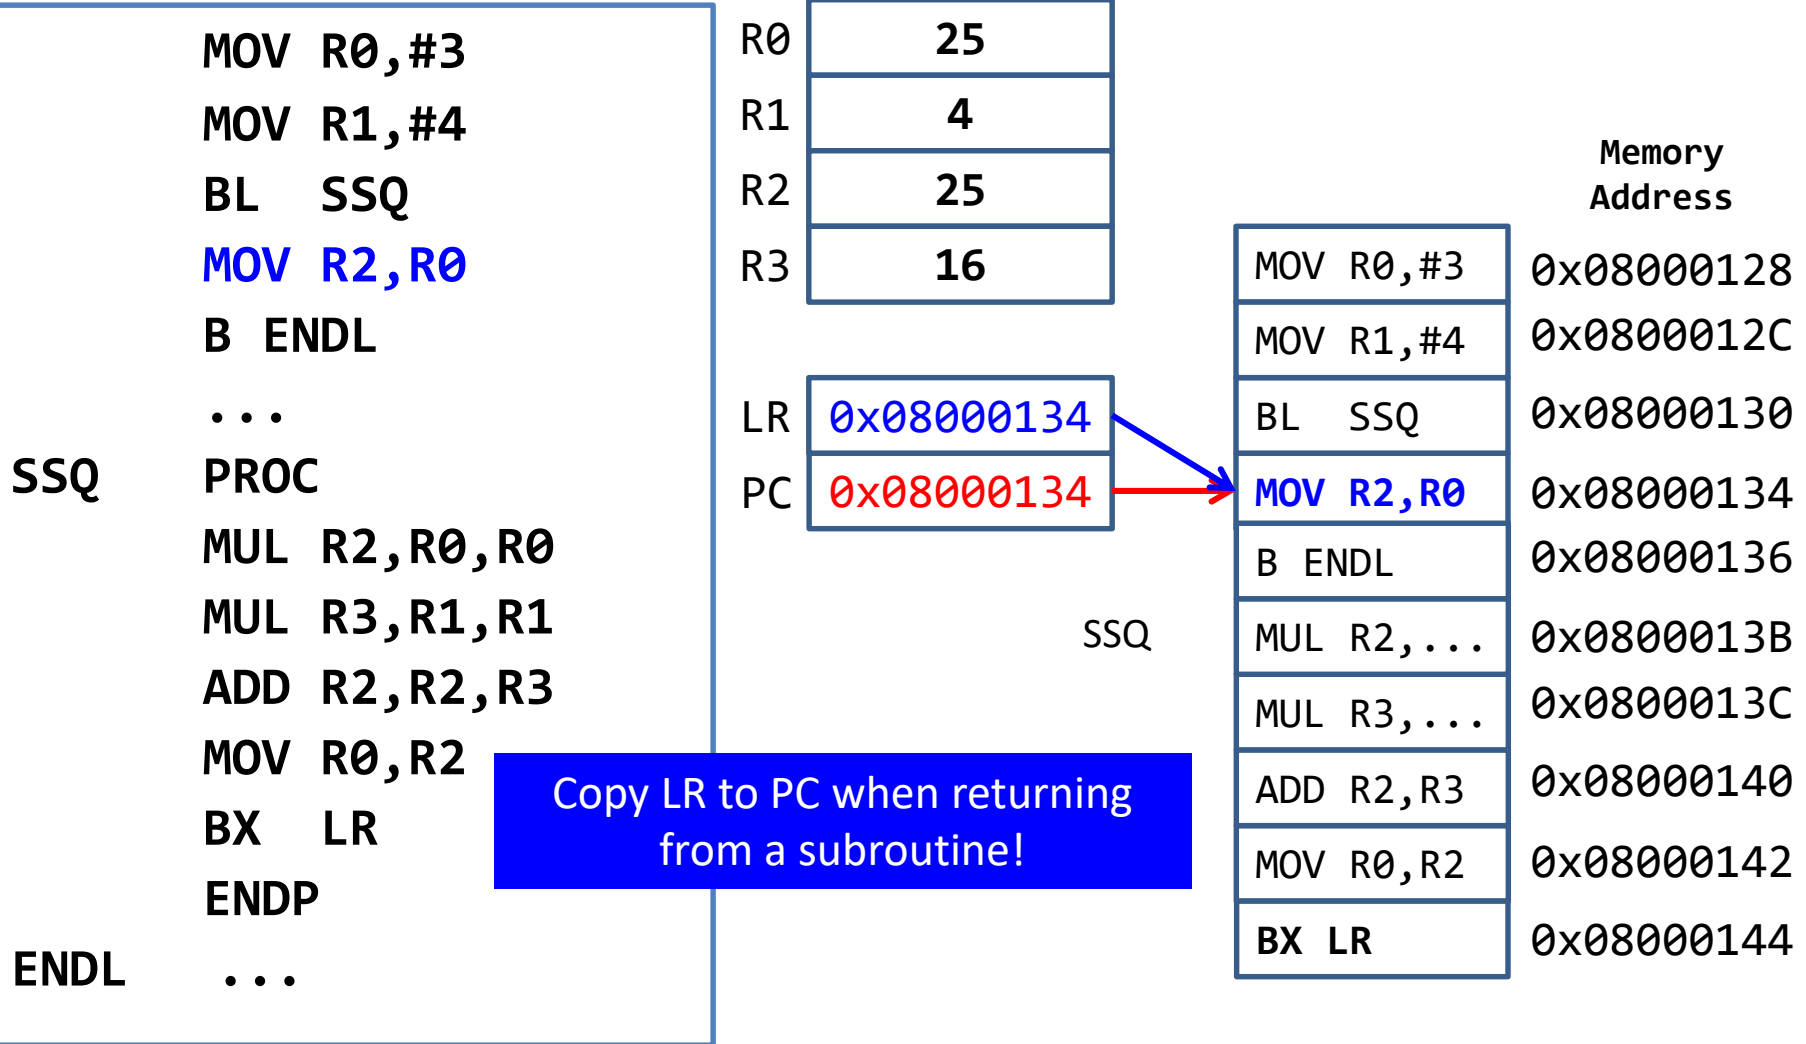 MOV R0,#3
MOV R1,#4
BL SSQ
MOV R2,R0
B ENDL
...
SSQ PROC
MUL R2,R0,R0
MUL R3,R1,R1
ADD R2,R2,R3
MOV R0,R2
BX LR
ENDP
ENDL ...
R0 25
R1 4
R2 25
R3 16
LR 0x08000134
PC 0x08000134
SSQ
Copy LR to PC when returning
from a subroutine!
Memory
Address
MOV R0,#3 0x08000128
MOV R1,#4 0x0800012C
BL SSQ 0x08000130
MOV R2,R0 0x08000134
B ENDL 0x08000136
MUL R2,... 0x0800013B
MUL R3,... 0x0800013C
ADD R2,R3 0x08000140
MOV R0,R2 0x08000142
BX LR 0x08000144